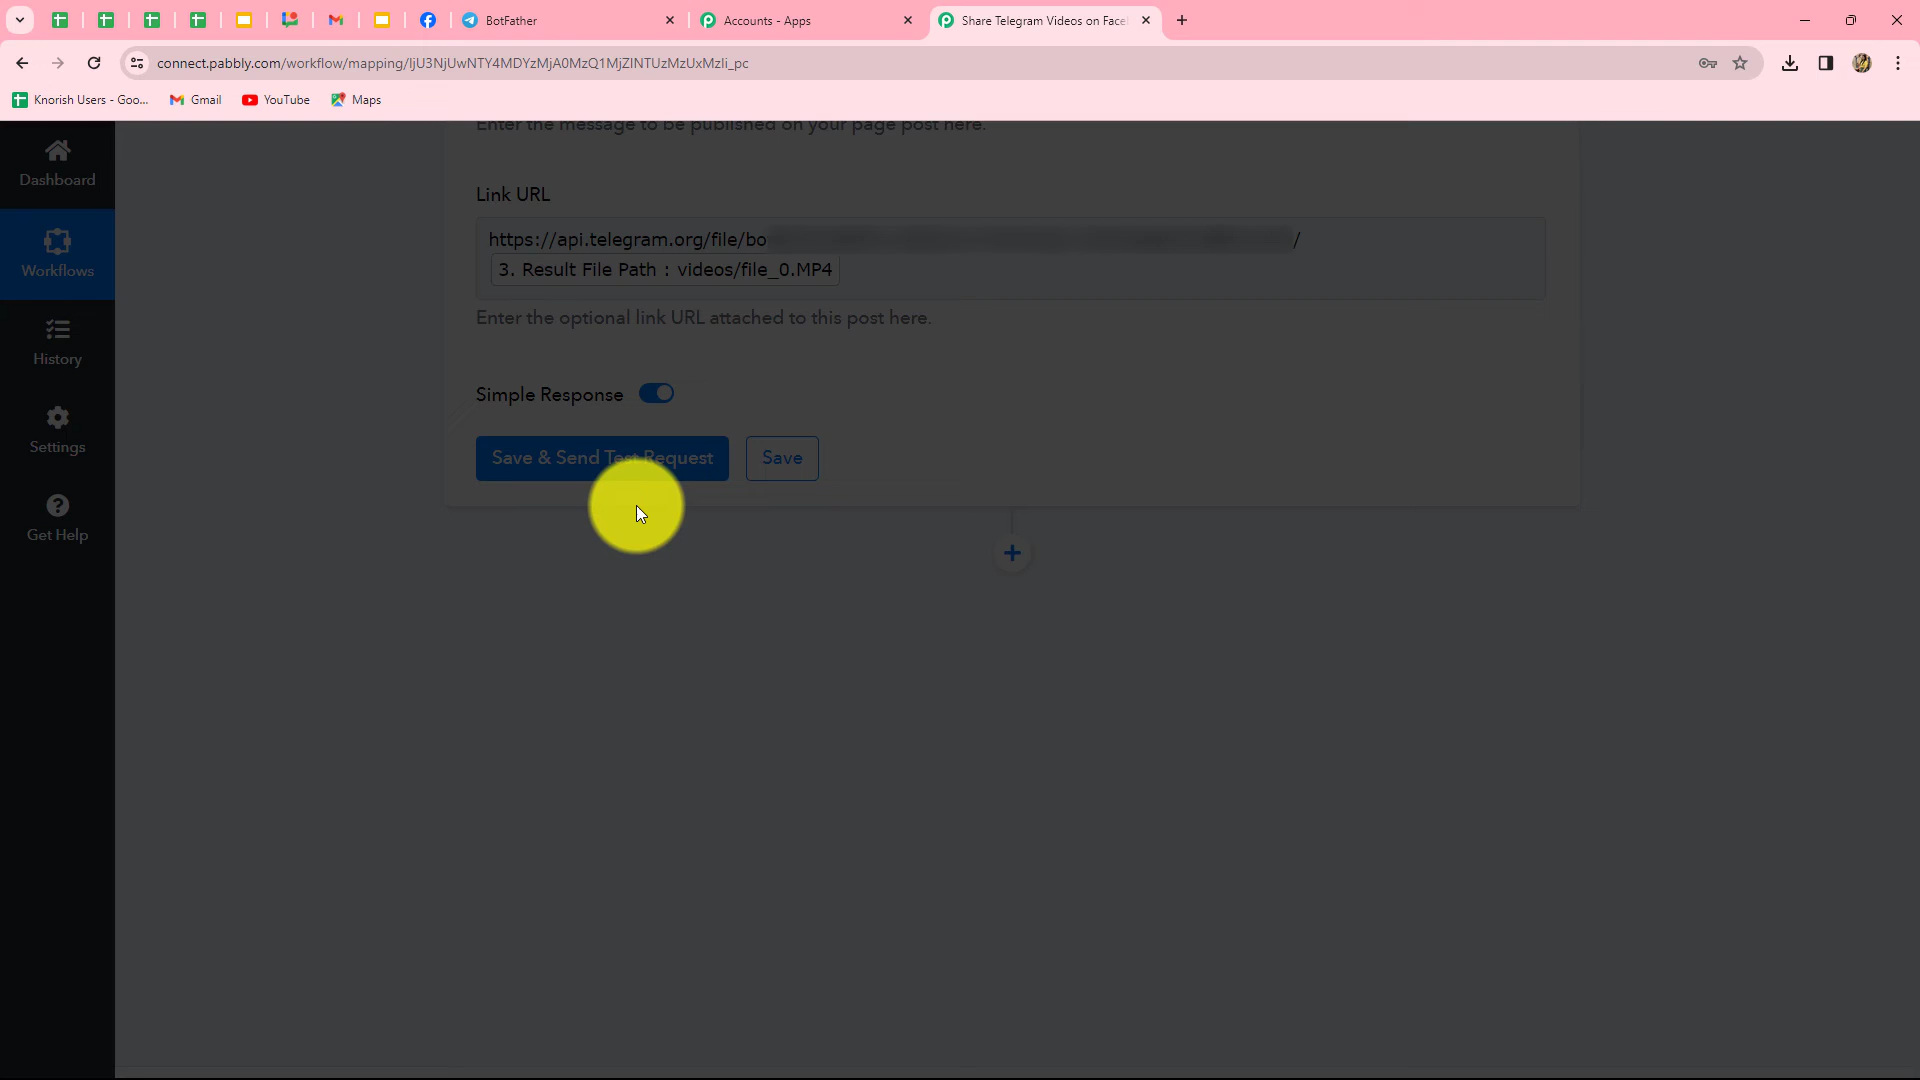 BotFather
Accounts - Apps
Share Telegram Videos on Face
connect.pabbly.com/workflow/mapping/IjU3NjUwNTY4MDYzMjA0MzQ1MjZlNTUzMzUxMzIi_pc
Knorish Users - Goo...
Gmail
YouTube
Maps
Dashboard
Workflows
History
Settings
Get Help
Enter the message to be published on your page post here.
Link URL
https://api.telegram.org/file/bo /
3. Result File Path : videos/file_0.MP4
Enter the optional link URL attached to this post here.
Simple Response
Save & Send Test Request
Save